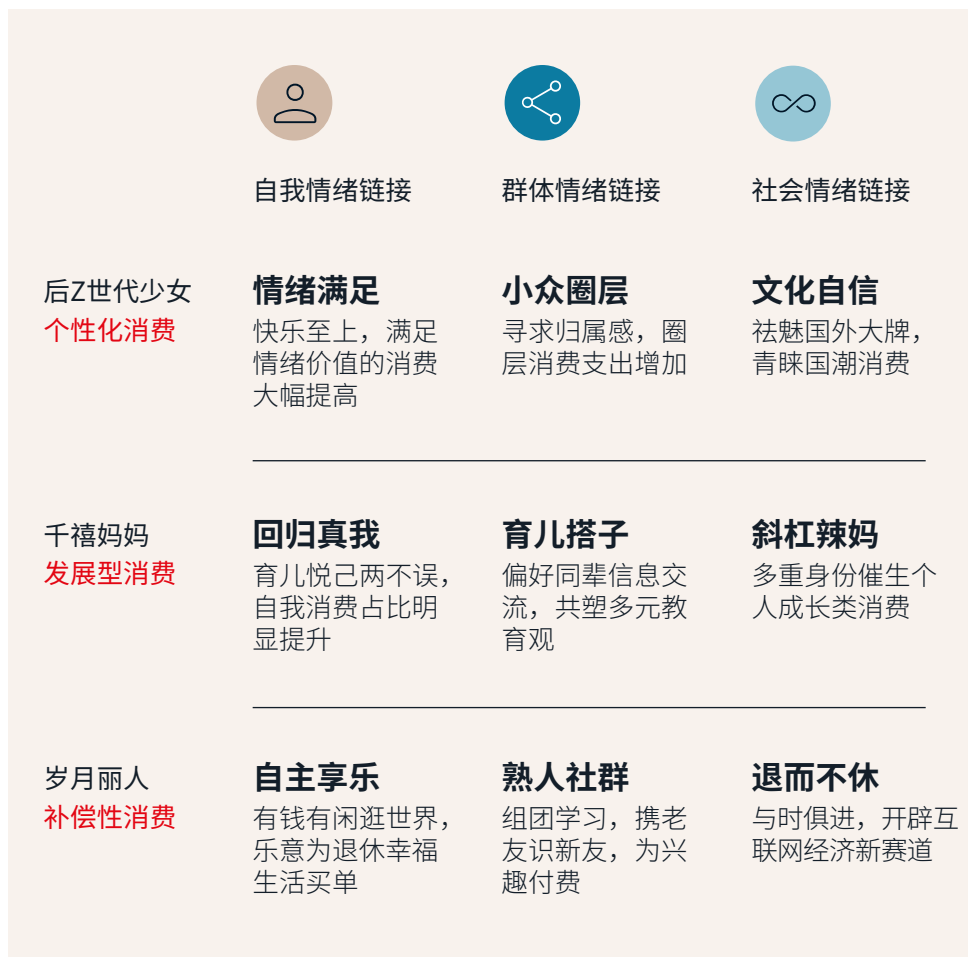 自我情绪链接
群体情绪链接
社会情绪链接
后Z世代少女
个性化消费
情绪满足
快乐至上，满足
情绪价值的消费
大幅提高
小众圈层
寻求归属感，圈
层消费支出增加
文化自信
祛魅国外大牌，
青睐国潮消费
千禧妈妈
发展型消费
回归真我
育儿悦己两不误，
自我消费占比明
显提升
育儿搭子
偏好同辈信息交
流，共塑多元教
育观
斜杠辣妈
多重身份催生个
人成长类消费
岁月丽人
补偿性消费
自主享乐
有钱有闲逛世界，
乐意为退休幸福
生活买单
熟人社群
组团学习，携老
友识新友，为兴
趣付费
退而不休
与时俱进，开辟互
联网经济新赛道